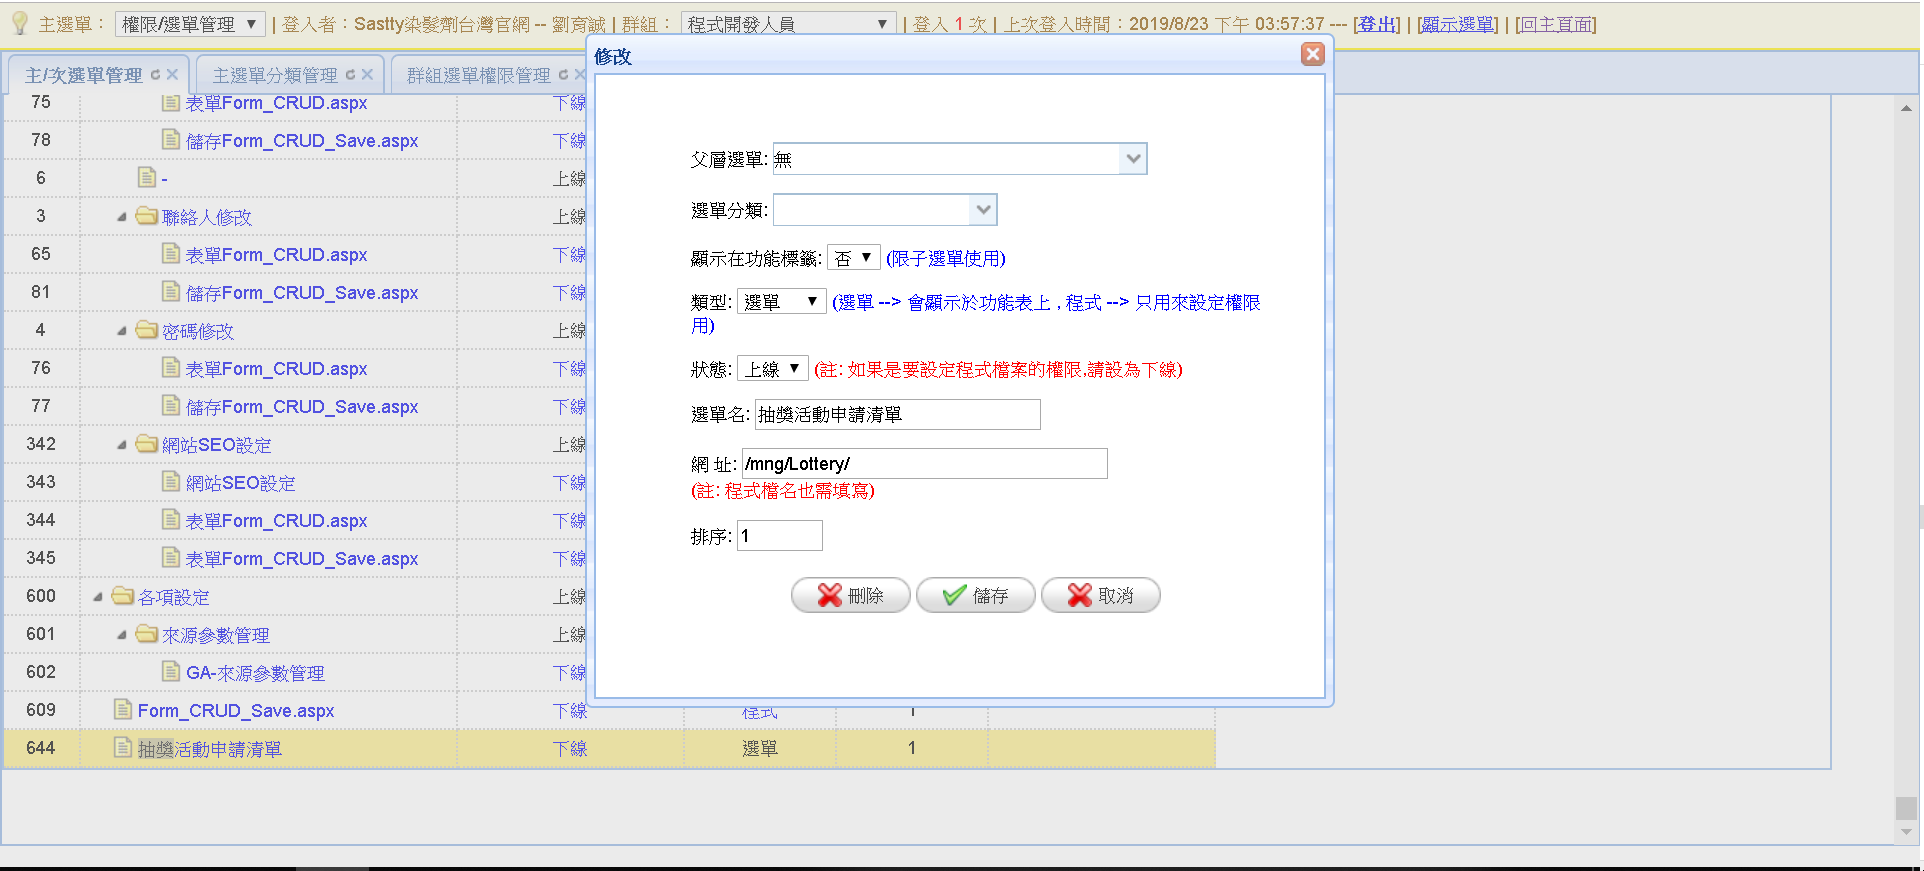 主選單： 權限/選單管理 | 登入者：Sastty染髮劑台灣官網 -- 劉育誠 | 群組： 程式開發人員 | 登入 1 次 | 上次登入時間：2019/8/23 下午 03:57:37 --- [登出] | [顯示選單] | [回主頁面]
主/次選單管理 主選單分類管理 群組選單權限管理
75 表單Form_CRUD.aspx 下線
78 儲存Form_CRUD_Save.aspx 下線
6 - 上線
3 聯絡人修改 上線
65 表單Form_CRUD.aspx 下線
81 儲存Form_CRUD_Save.aspx 下線
4 密碼修改 上線
76 表單Form_CRUD.aspx 下線
77 儲存Form_CRUD_Save.aspx 下線
342 網站SEO設定 上線
343 網站SEO設定 下線
344 表單Form_CRUD.aspx 下線
345 表單Form_CRUD_Save.aspx 下線
600 各項設定 上線
601 來源參數管理 上線
602 GA-來源參數管理 下線
609 Form_CRUD_Save.aspx 下線 程式 1
644 抽獎活動申請清單 下線 選單 1
修改
父層選單: 無
選單分類:
顯示在功能標籤: 否 (限子選單使用)
類型: 選單 (選單 --> 會顯示於功能表上 , 程式 --> 只用來設定權限
用)
狀態: 上線 (註: 如果是要設定程式檔案的權限,請設為下線)
選單名: 抽獎活動申請清單
網 址: /mng/Lottery/
(註: 程式檔名也需填寫)
排序: 1
刪除 儲存 取消